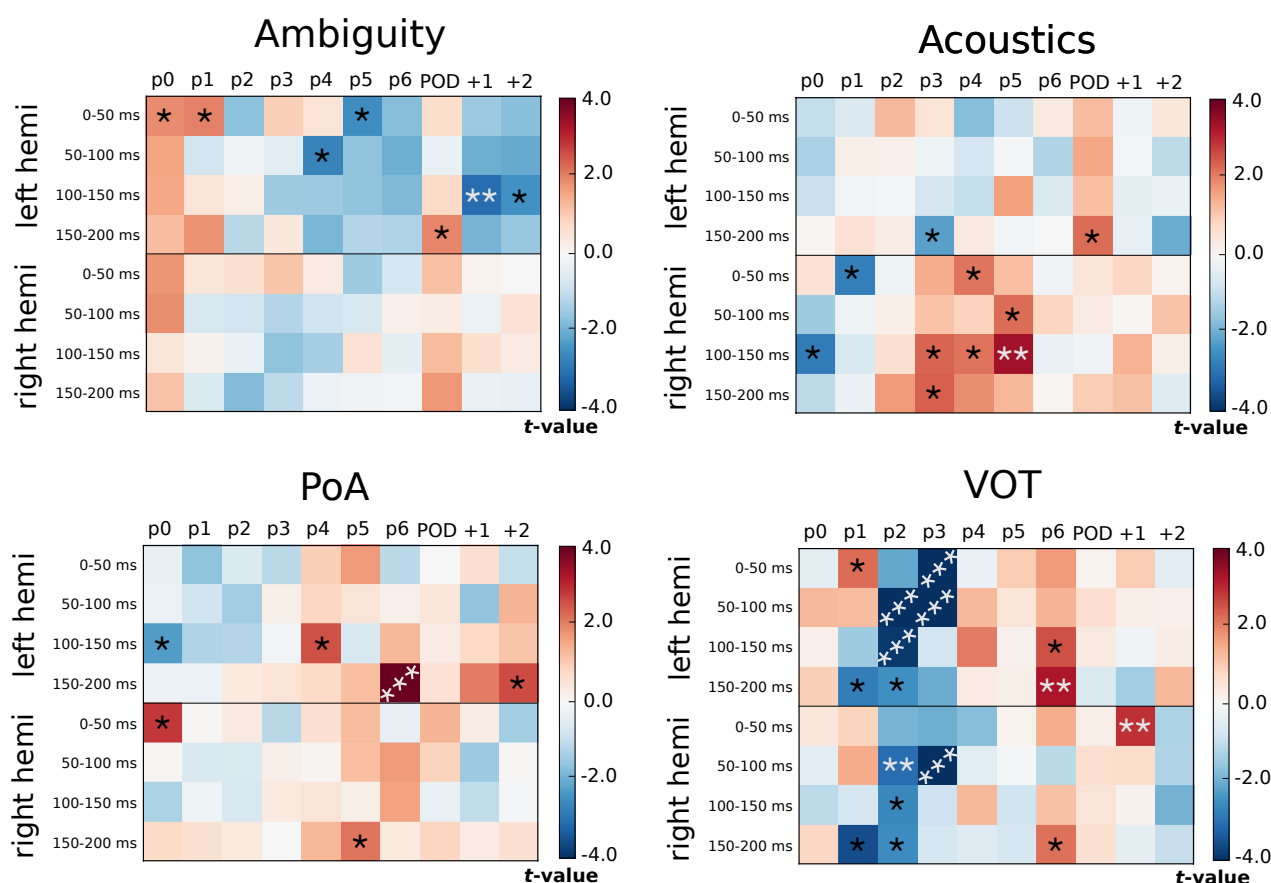 Ambiguity
p0 p1 p2 p3 p4 p5 p6 POD +1 +2
left hemi
0-50 ms * * *
50-100 ms *
100-150 ms ** *
150-200 ms *
right hemi
0-50 ms
50-100 ms
100-150 ms
150-200 ms
4.0
2.0
0.0
-2.0
-4.0
t-value
Acoustics
p0 p1 p2 p3 p4 p5 p6 POD +1 +2
left hemi
0-50 ms
50-100 ms
100-150 ms
150-200 ms * *
right hemi
0-50 ms * *
50-100 ms *
100-150 ms * * * **
150-200 ms *
4.0
2.0
0.0
-2.0
-4.0
t-value
PoA
p0 p1 p2 p3 p4 p5 p6 POD +1 +2
left hemi
0-50 ms
50-100 ms
100-150 ms * *
150-200 ms *** *
right hemi
0-50 ms *
50-100 ms
100-150 ms
150-200 ms *
4.0
2.0
0.0
-2.0
-4.0
t-value
VOT
p0 p1 p2 p3 p4 p5 p6 POD +1 +2
left hemi
0-50 ms * ***
50-100 ms *** ***
100-150 ms *** *
150-200 ms * * **
right hemi
0-50 ms **
50-100 ms ** ***
100-150 ms *
150-200 ms * * *
4.0
2.0
0.0
-2.0
-4.0
t-value